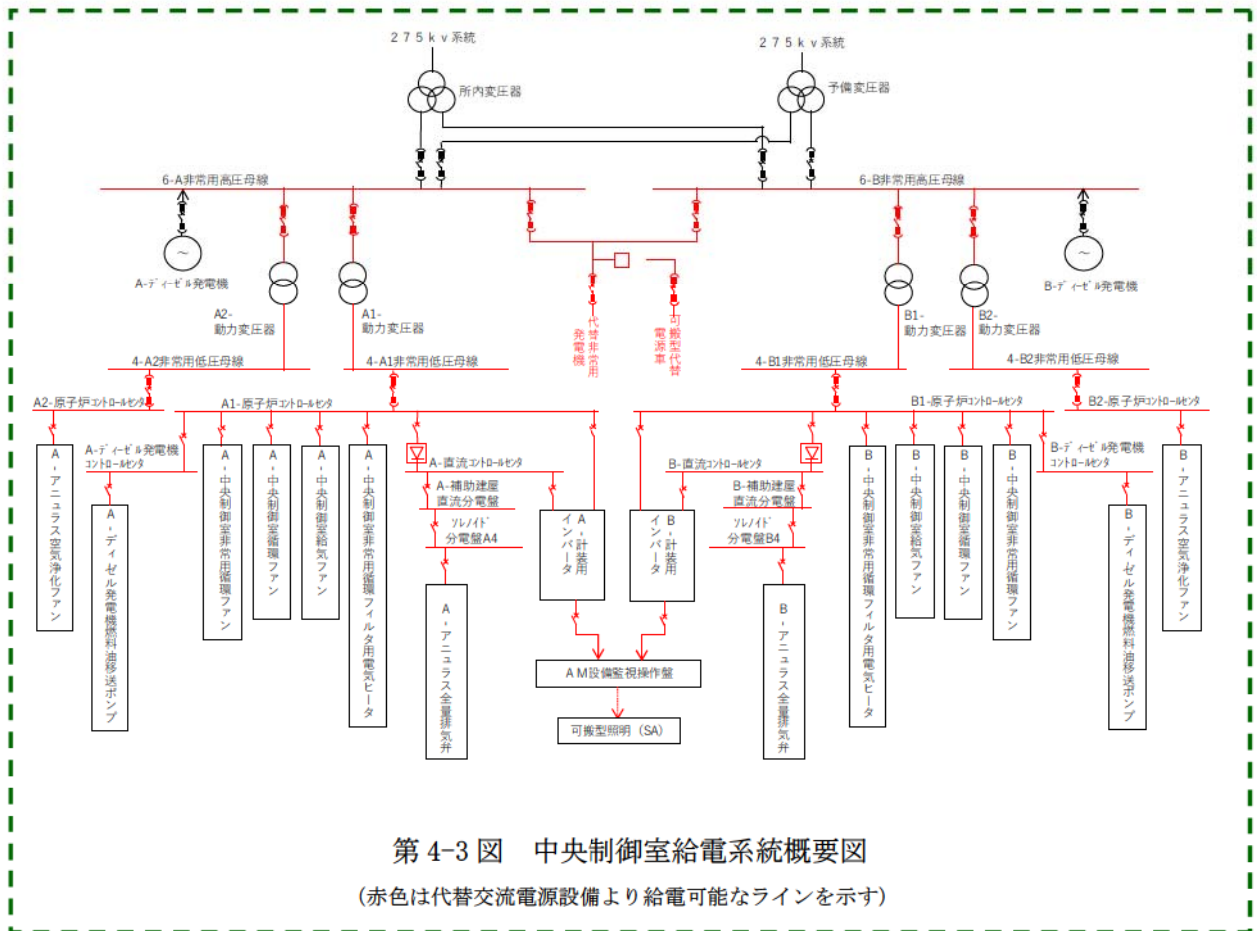 ２７５ｋｖ系統
２７５ｋｖ系統
所内変圧器
予備変圧器
6-A非常用高圧母線
6-B非常用高圧母線
～
～
A-ﾃﾞｨｰｾﾞﾙ発電機
B-ﾃﾞｨｰｾﾞﾙ発電機
A2-
動力変圧器
A1-
動力変圧器
代替非常用
発電機
可搬型代替
電源車
B1-
動力変圧器
B2-
動力変圧器
4-A2非常用低圧母線
4-A1非常用低圧母線
4-B1非常用低圧母線
4-B2非常用低圧母線
A2-原子炉ｺﾝﾄﾛｰﾙｾﾝﾀ
A1-原子炉ｺﾝﾄﾛｰﾙｾﾝﾀ
B1-原子炉ｺﾝﾄﾛｰﾙｾﾝﾀ
B2-原子炉ｺﾝﾄﾛｰﾙｾﾝﾀ
A-ﾃﾞｨｰｾﾞﾙ発電機
ｺﾝﾄﾛｰﾙｾﾝﾀ
A-直流ｺﾝﾄﾛｰﾙｾﾝﾀ
B-直流ｺﾝﾄﾛｰﾙｾﾝﾀ
B-ﾃﾞｨｰｾﾞﾙ発電機
ｺﾝﾄﾛｰﾙｾﾝﾀ
A-補助建屋
直流分電盤
B-補助建屋
直流分電盤
ｿﾚﾉｲﾄﾞ
分電盤A4
ｿﾚﾉｲﾄﾞ
分電盤B4
A-アニュラス空気浄化ファン
A-ディゼル発電機燃料油移送ポンプ
A-中央制御室非常用循環ファン
A-中央制御室循環ファン
A-中央制御室給気ファン
A-中央制御室非常用循環フィルタ用電気ヒータ
A-アニュラス全量排気弁
A-計装用
インバータ
B-計装用
インバータ
B-アニュラス全量排気弁
B-中央制御室非常用循環フィルタ用電気ヒータ
B-中央制御室給気ファン
B-中央制御室循環ファン
B-中央制御室非常用循環ファン
B-ディゼル発電機燃料油移送ポンプ
B-アニュラス空気浄化ファン
ＡＭ設備監視操作盤
可搬型照明（SA）
第 4-3 図　中央制御室給電系統概要図
(赤色は代替交流電源設備より給電可能なラインを示す)